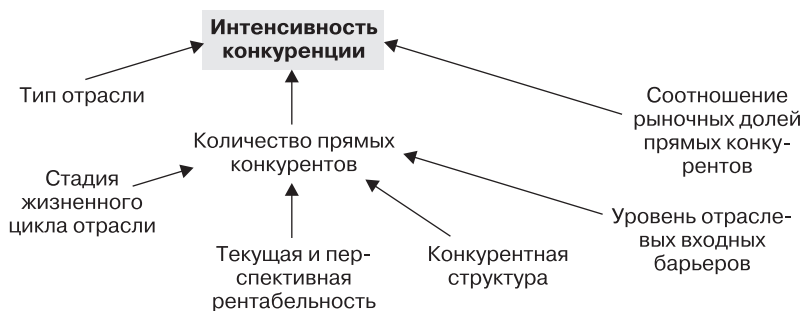 Интенсивность
конкуренции
Тип отрасли
Соотношение
рыночных долей
прямых конку-
рентов
Количество прямых
конкурентов
Стадия
жизненного
цикла отрасли
Уровень отрасле-
вых входных
барьеров
Текущая и пер-
спективная
рентабельность
Конкурентная
структура